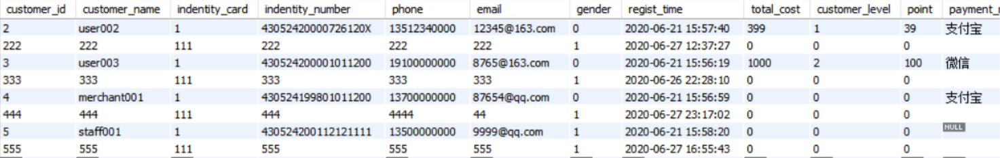 customer_id customer_name indentity_card indentity_number phone email gender regist_time total_cost customer_level point payment_
2 user002 1 43052420000726120X 13512340000 12345@163.com 0 2020-06-21 15:57:40 399 1 39 支付宝
222 222 111 222 222 222 1 2020-06-27 12:37:27 0 0 0
3 user003 1 430524200001011200 19100000000 8765@163.com 0 2020-06-21 15:56:19 1000 2 100 微信
333 333 111 333 333 333 1 2020-06-26 22:28:10 0 0 0
4 merchant001 1 430524199801011200 13700000000 87654@qq.com 0 2020-06-21 15:56:59 0 0 0 支付宝
444 444 111 444 4444 44 1 2020-06-27 23:17:02 0 0 0
5 staff001 1 430524200112121111 13500000000 9999@qq.com 1 2020-06-21 15:58:20 0 0 0 NULL
555 555 111 555 555 555 1 2020-06-27 16:55:43 0 0 0